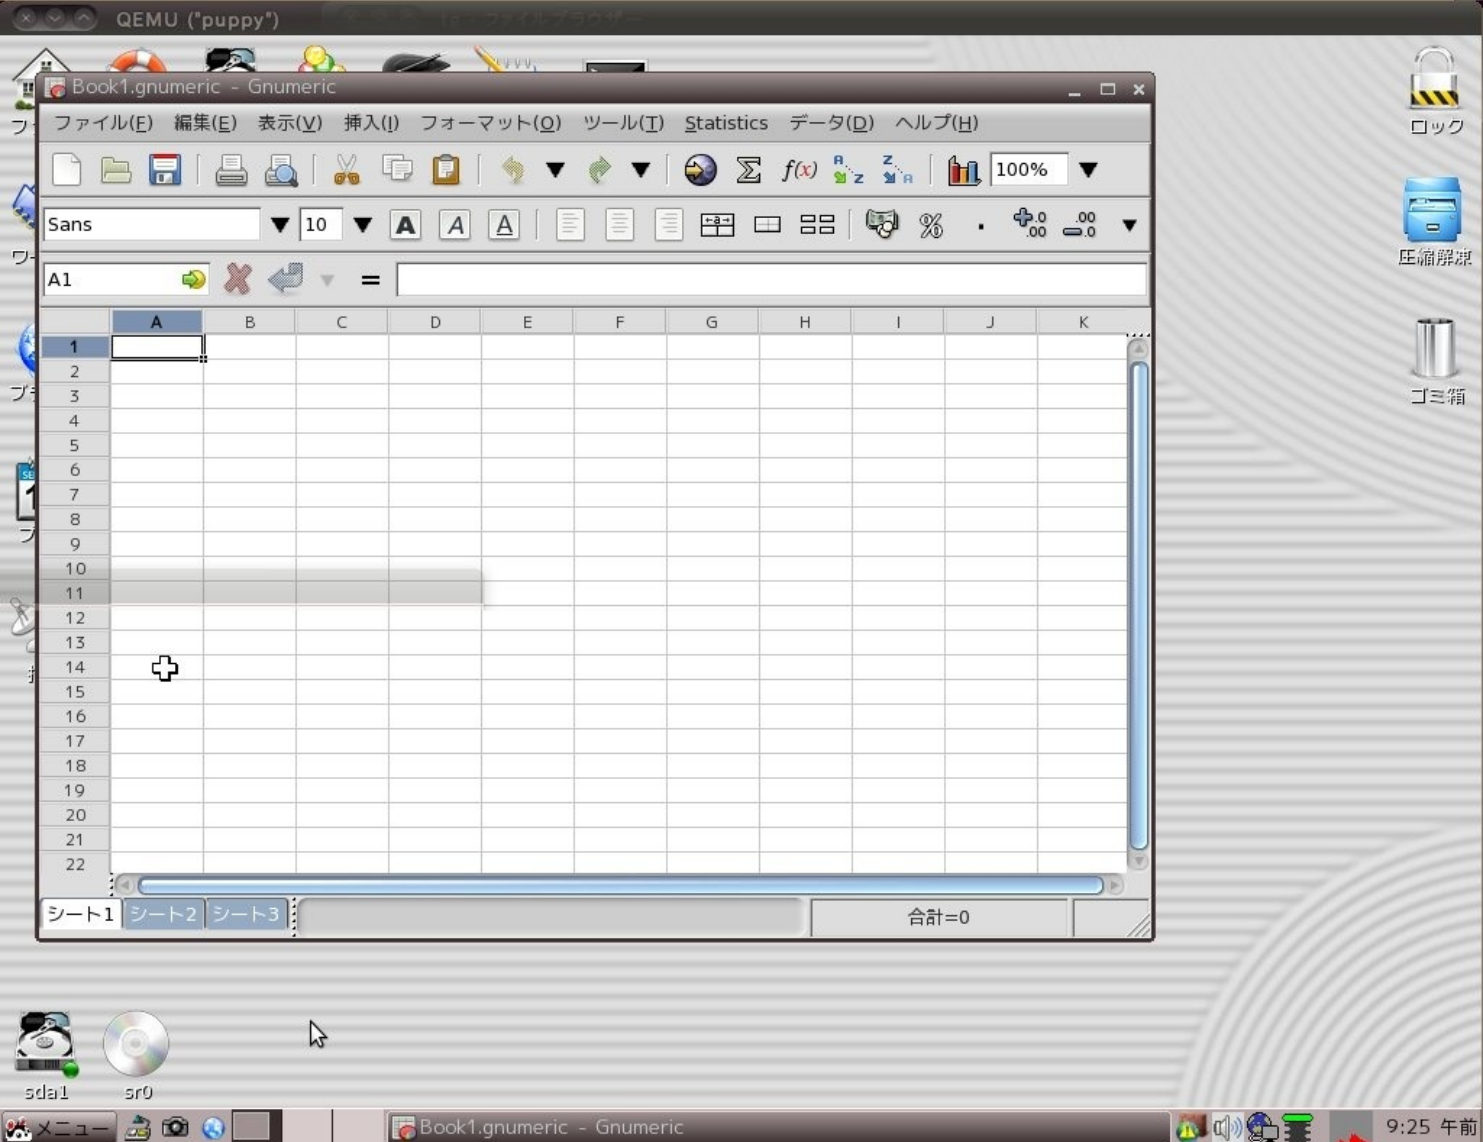 QEMU ("puppy")
Book1.gnumeric - Gnumeric
ファイル(F) 編集(E) 表示(V) 挿入(I) フォーマット(O) ツール(T) Statistics データ(D) ヘルプ(H)
f(x) 100%
Sans 10 A A A
A1 =
A B C D E F G H I J K
1
2
3
4
5
6
7
8
9
10
11
12
13
14
15
16
17
18
19
20
21
22
シート1 シート2 シート3 合計=0
ロック
圧縮解凍
ゴミ箱
sda1 sr0
メニュー Book1.gnumeric - Gnumeric 9:25 午前